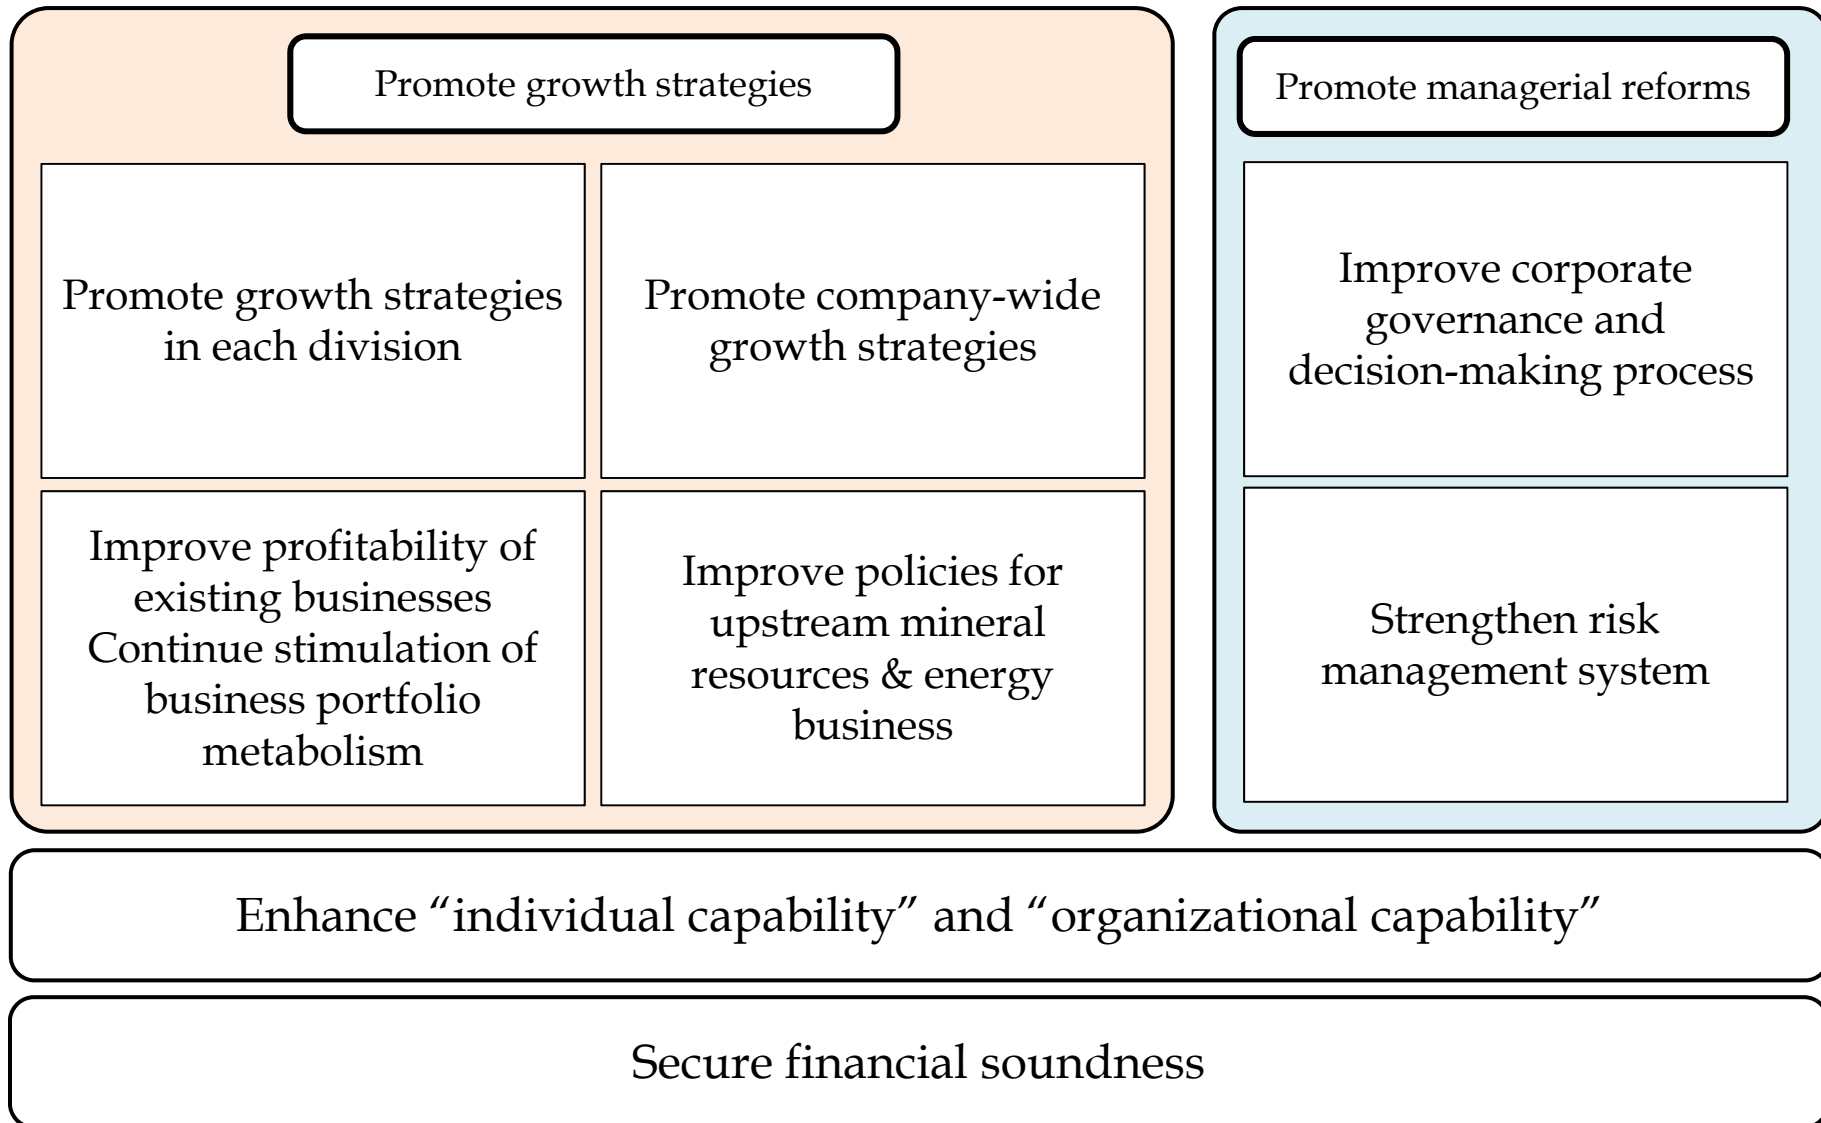 Promote growth strategies
Promote growth strategies
in each division
Promote company-wide
growth strategies
Improve profitability of
existing businesses
Continue stimulation of
business portfolio
metabolism
Improve policies for
upstream mineral
resources & energy
business
Promote managerial reforms
Improve corporate
governance and
decision-making process
Strengthen risk
management system
Enhance “individual capability” and “organizational capability”
Secure financial soundness